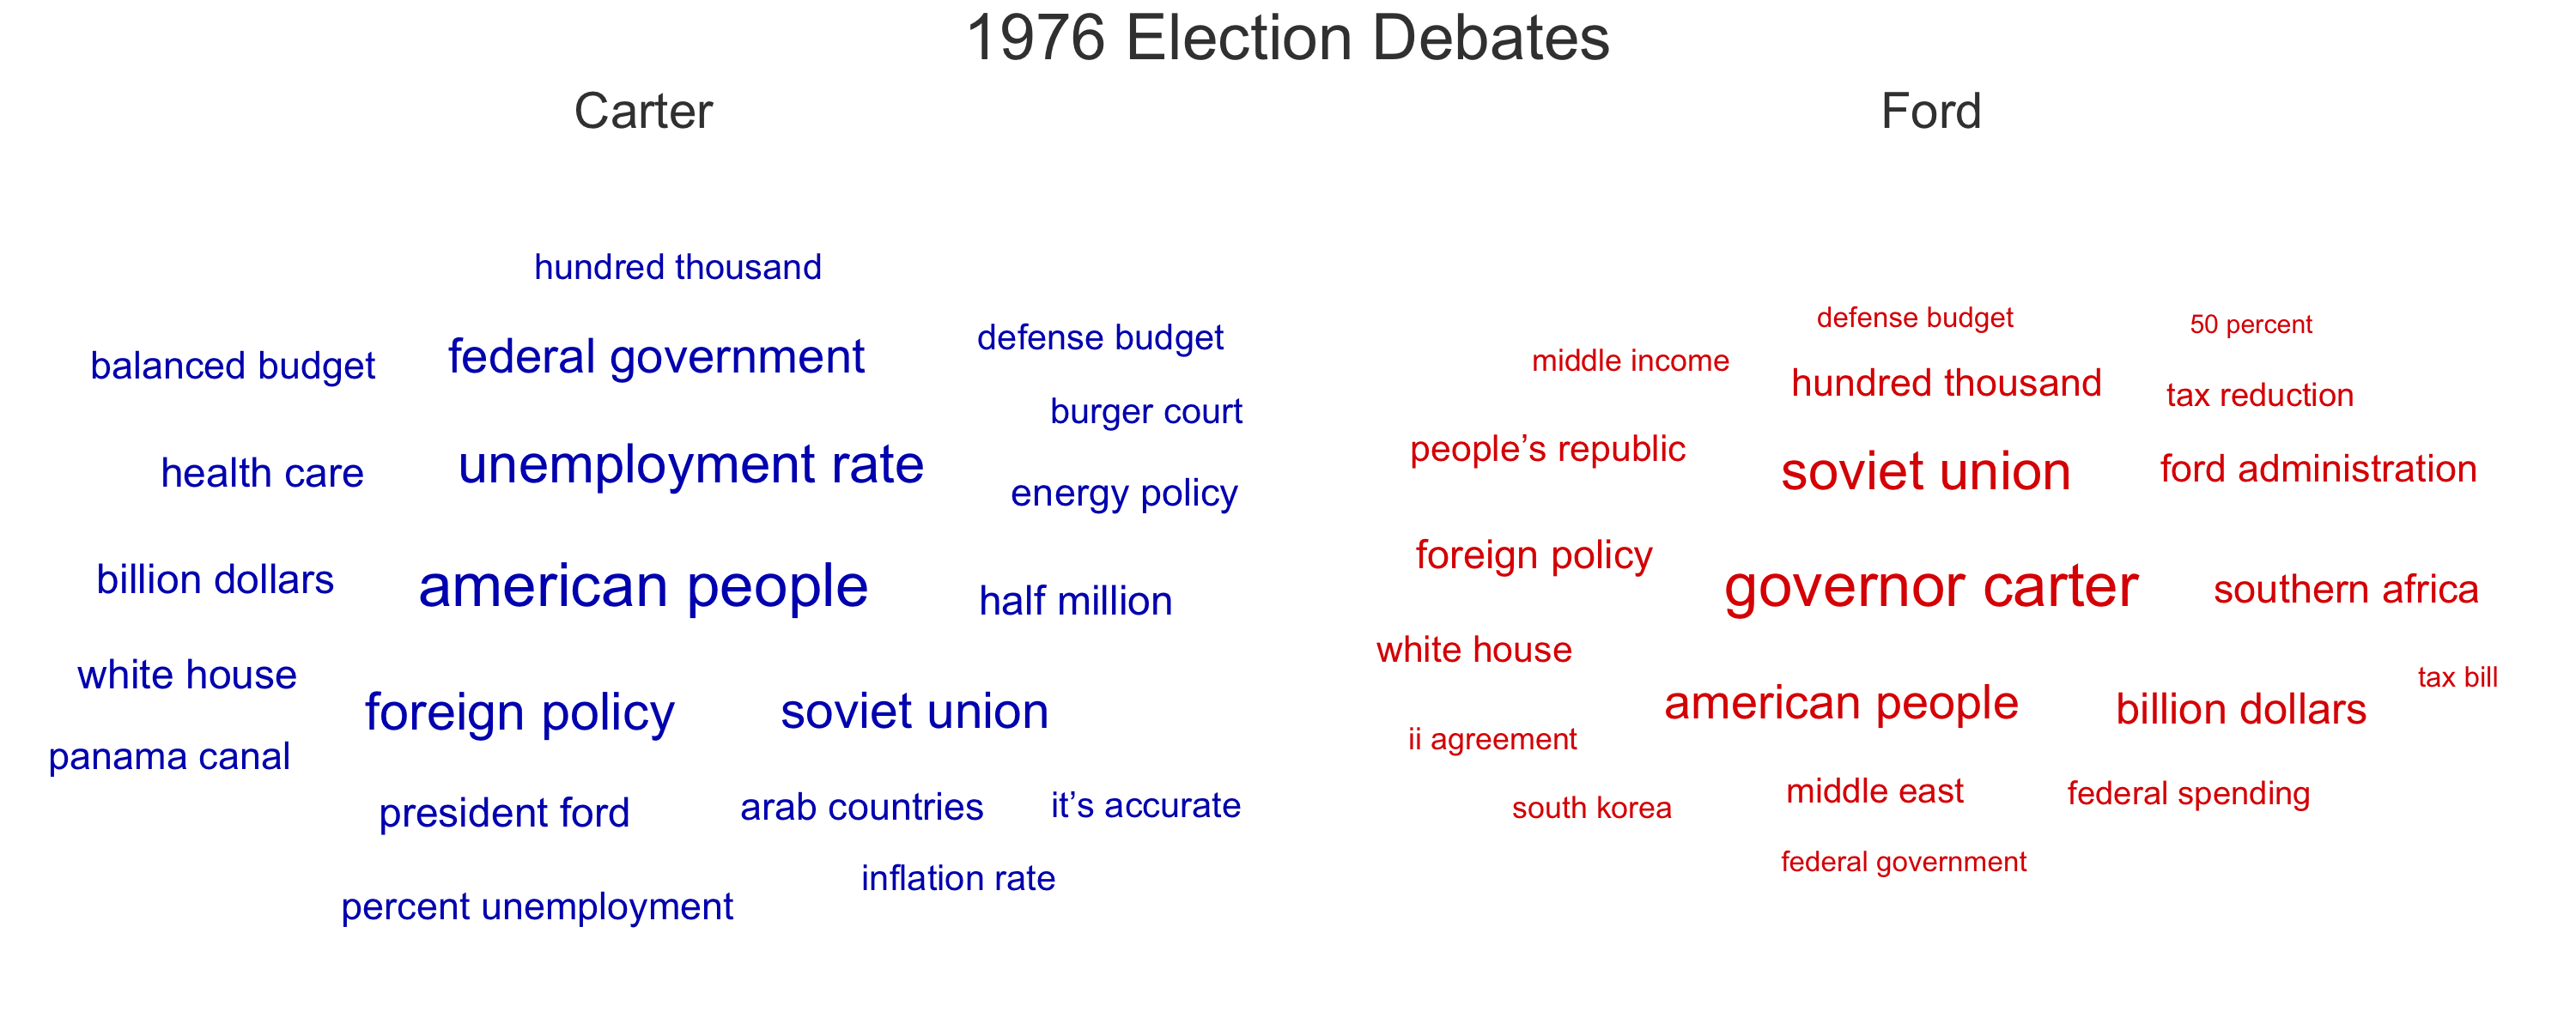 1976 Election Debates
Carter
hundred thousand
federal government
defense budget
balanced budget
burger court
unemployment rate
health care
energy policy
billion dollars
american people
half million
white house
foreign policy
soviet union
panama canal
president ford
arab countries
it’s accurate
inflation rate
percent unemployment
Ford
defense budget
50 percent
middle income
hundred thousand
tax reduction
people’s republic
soviet union
ford administration
foreign policy
governor carter
southern africa
white house
tax bill
american people
billion dollars
ii agreement
middle east
federal spending
south korea
federal government